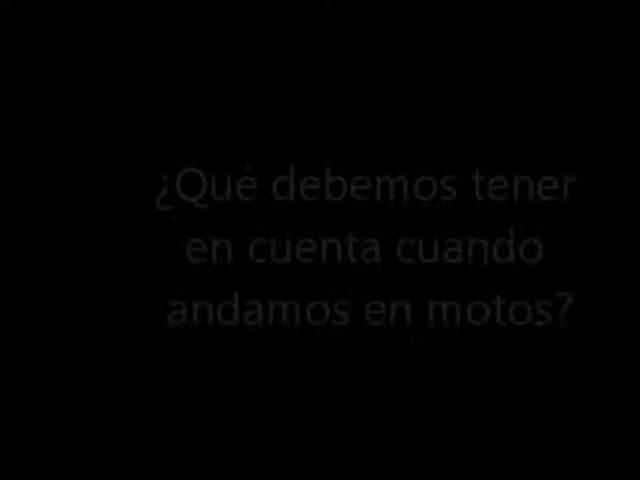 ¿Qué debemos tener
en cuenta cuando
andamos en motos?